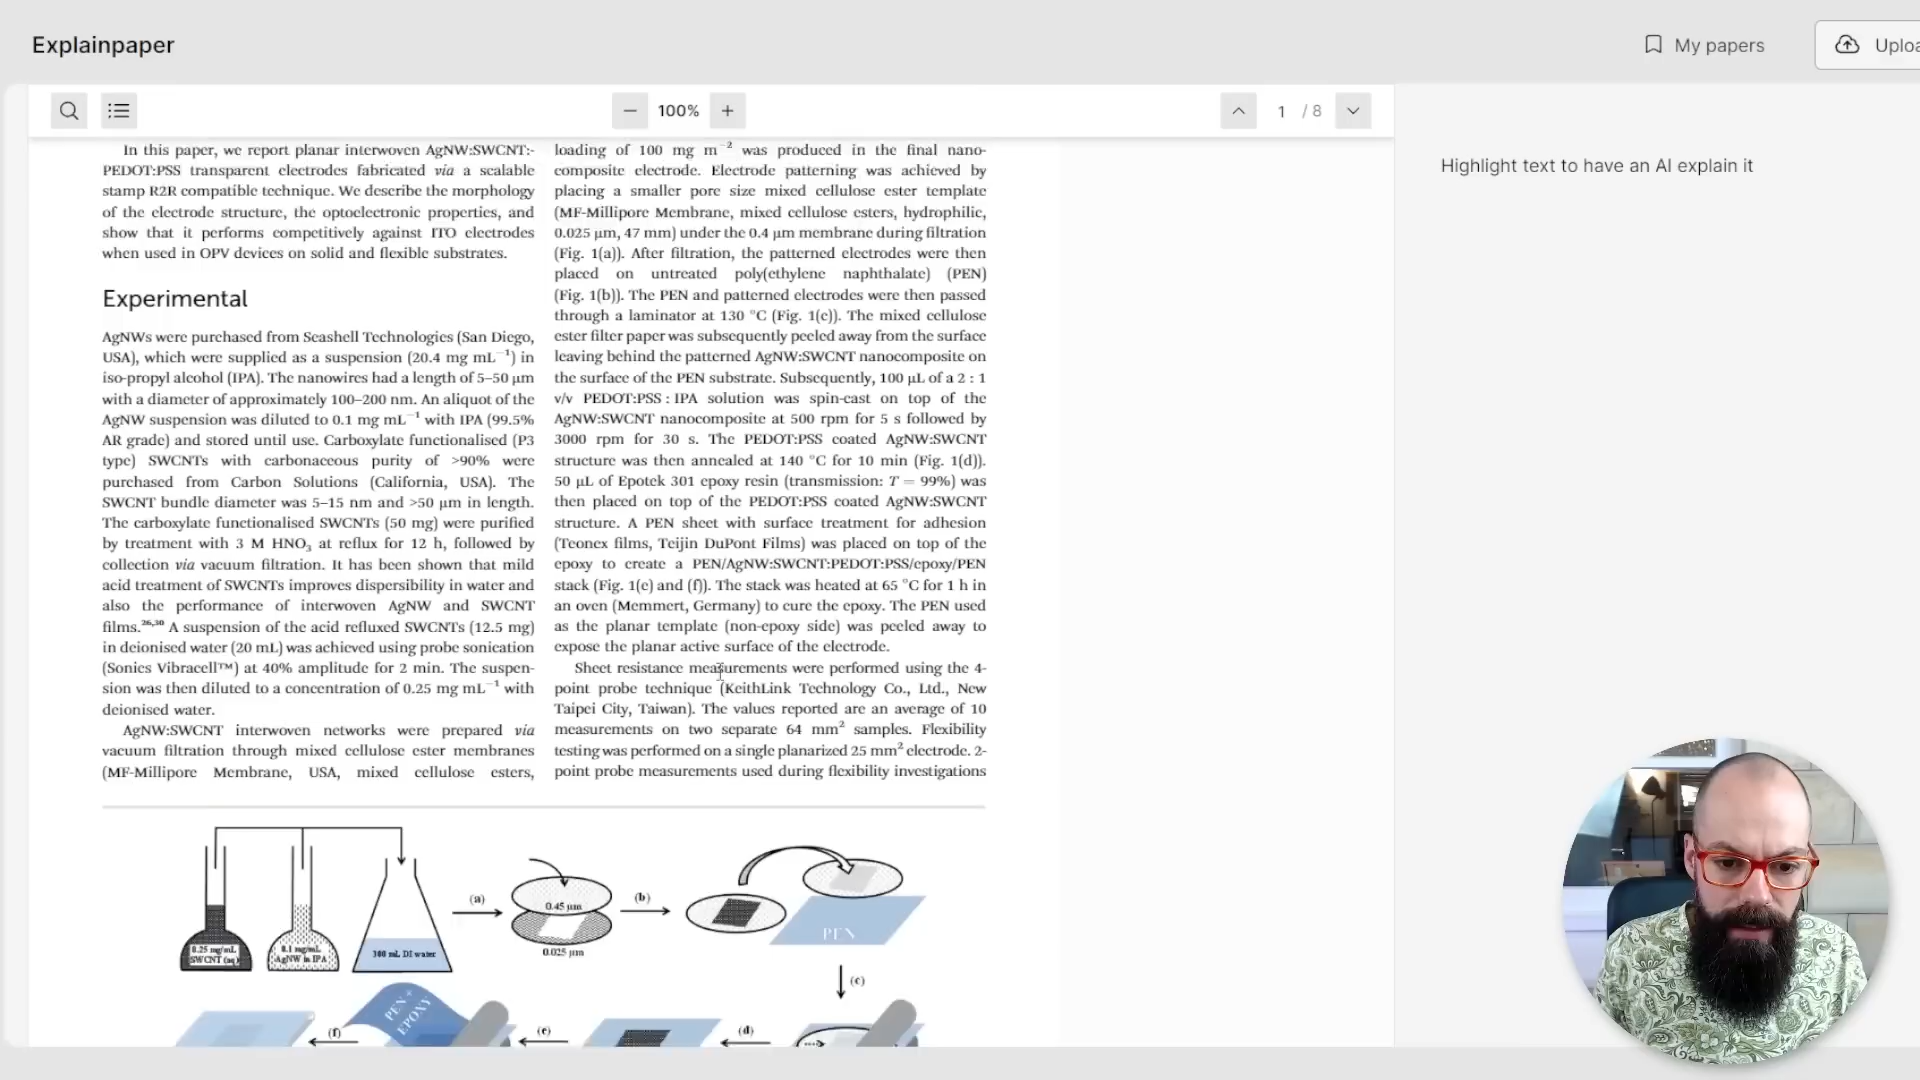 Explainpaper
My papers
Uploa
100%
1 / 8
Highlight text to have an AI explain it
In this paper, we report planar interwoven AgNW:SWCNT:-
PEDOT:PSS transparent electrodes fabricated via a scalable
stamp R2R compatible technique. We describe the morphology
of the electrode structure, the optoelectronic properties, and
show that it performs competitively against ITO electrodes
when used in OPV devices on solid and flexible substrates.
Experimental
AgNWs were purchased from Seashell Technologies (San Diego,
USA), which were supplied as a suspension (20.4 mg mL⁻¹) in
iso-propyl alcohol (IPA). The nanowires had a length of 5–50 μm
with a diameter of approximately 100–200 nm. An aliquot of the
AgNW suspension was diluted to 0.1 mg mL⁻¹ with IPA (99.5%
AR grade) and stored until use. Carboxylate functionalised (P3
type) SWCNTs with carbonaceous purity of >90% were
purchased from Carbon Solutions (California, USA). The
SWCNT bundle diameter was 5–15 nm and >50 μm in length.
The carboxylate functionalised SWCNTs (50 mg) were purified
by treatment with 3 M HNO₃ at reflux for 12 h, followed by
collection via vacuum filtration. It has been shown that mild
acid treatment of SWCNTs improves dispersibility in water and
also the performance of interwoven AgNW and SWCNT
films.²⁶,³⁰ A suspension of the acid refluxed SWCNTs (12.5 mg)
in deionised water (20 mL) was achieved using probe sonication
(Sonics Vibracell™) at 40% amplitude for 2 min. The suspen-
sion was then diluted to a concentration of 0.25 mg mL⁻¹ with
deionised water.
AgNW:SWCNT interwoven networks were prepared via
vacuum filtration through mixed cellulose ester membranes
(MF-Millipore Membrane, USA, mixed cellulose esters,
loading of 100 mg m⁻² was produced in the final nano-
composite electrode. Electrode patterning was achieved by
placing a smaller pore size mixed cellulose ester template
(MF-Millipore Membrane, mixed cellulose esters, hydrophilic,
0.025 μm, 47 mm) under the 0.4 μm membrane during filtration
(Fig. 1(a)). After filtration, the patterned electrodes were then
placed on untreated poly(ethylene naphthalate) (PEN)
(Fig. 1(b)). The PEN and patterned electrodes were then passed
through a laminator at 130 °C (Fig. 1(c)). The mixed cellulose
ester filter paper was subsequently peeled away from the surface
leaving behind the patterned AgNW:SWCNT nanocomposite on
the surface of the PEN substrate. Subsequently, 100 μL of a 2 : 1
v/v PEDOT:PSS : IPA solution was spin-cast on top of the
AgNW:SWCNT nanocomposite at 500 rpm for 5 s followed by
3000 rpm for 30 s. The PEDOT:PSS coated AgNW:SWCNT
structure was then annealed at 140 °C for 10 min (Fig. 1(d)).
50 μL of Epotek 301 epoxy resin (transmission: T = 99%) was
then placed on top of the PEDOT:PSS coated AgNW:SWCNT
structure. A PEN sheet with surface treatment for adhesion
(Teonex films, Teijin DuPont Films) was placed on top of the
epoxy to create a PEN/AgNW:SWCNT:PEDOT:PSS/epoxy/PEN
stack (Fig. 1(e) and (f)). The stack was heated at 65 °C for 1 h in
an oven (Memmert, Germany) to cure the epoxy. The PEN used
as the planar template (non-epoxy side) was peeled away to
expose the planar active surface of the electrode.
Sheet resistance measurements were performed using the 4-
point probe technique (KeithLink Technology Co., Ltd., New
Taipei City, Taiwan). The values reported are an average of 10
measurements on two separate 64 mm² samples. Flexibility
testing was performed on a single planarized 25 mm² electrode. 2-
point probe measurements used during flexibility investigations
0.25 mg/mL
SWCNT (aq)
0.1 mg/mL
AgNW in IPA
300 mL DI water
(a)
0.45 μm
0.025 μm
(b)
PEN
(c)
(d)
(e)
PEN +
EPOXY
(f)